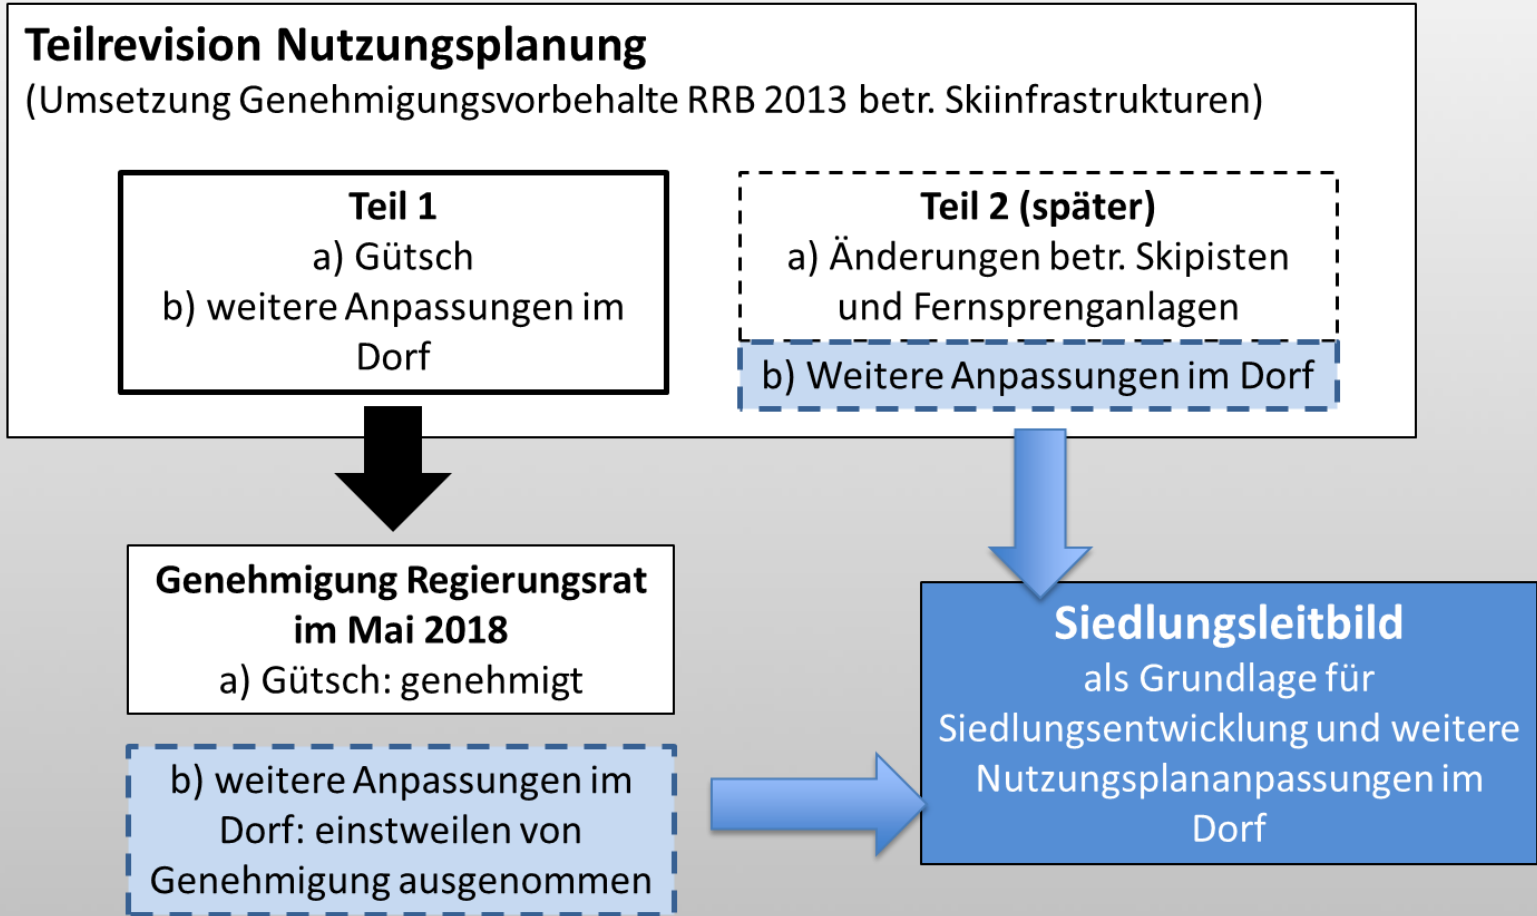 Teilrevision Nutzungsplanung
(Umsetzung Genehmigungsvorbehalte RRB 2013 betr. Skiinfrastrukturen)
Teil 1
a) Gütsch
b) weitere Anpassungen im
Dorf
Teil 2 (später)
a) Änderungen betr. Skipisten
und Fernsprenganlagen
b) Weitere Anpassungen im Dorf
Genehmigung Regierungsrat
im Mai 2018
a) Gütsch: genehmigt
b) weitere Anpassungen im
Dorf: einstweilen von
Genehmigung ausgenommen
Siedlungsleitbild
als Grundlage für
Siedlungsentwicklung und weitere
Nutzungsplananpassungen im
Dorf